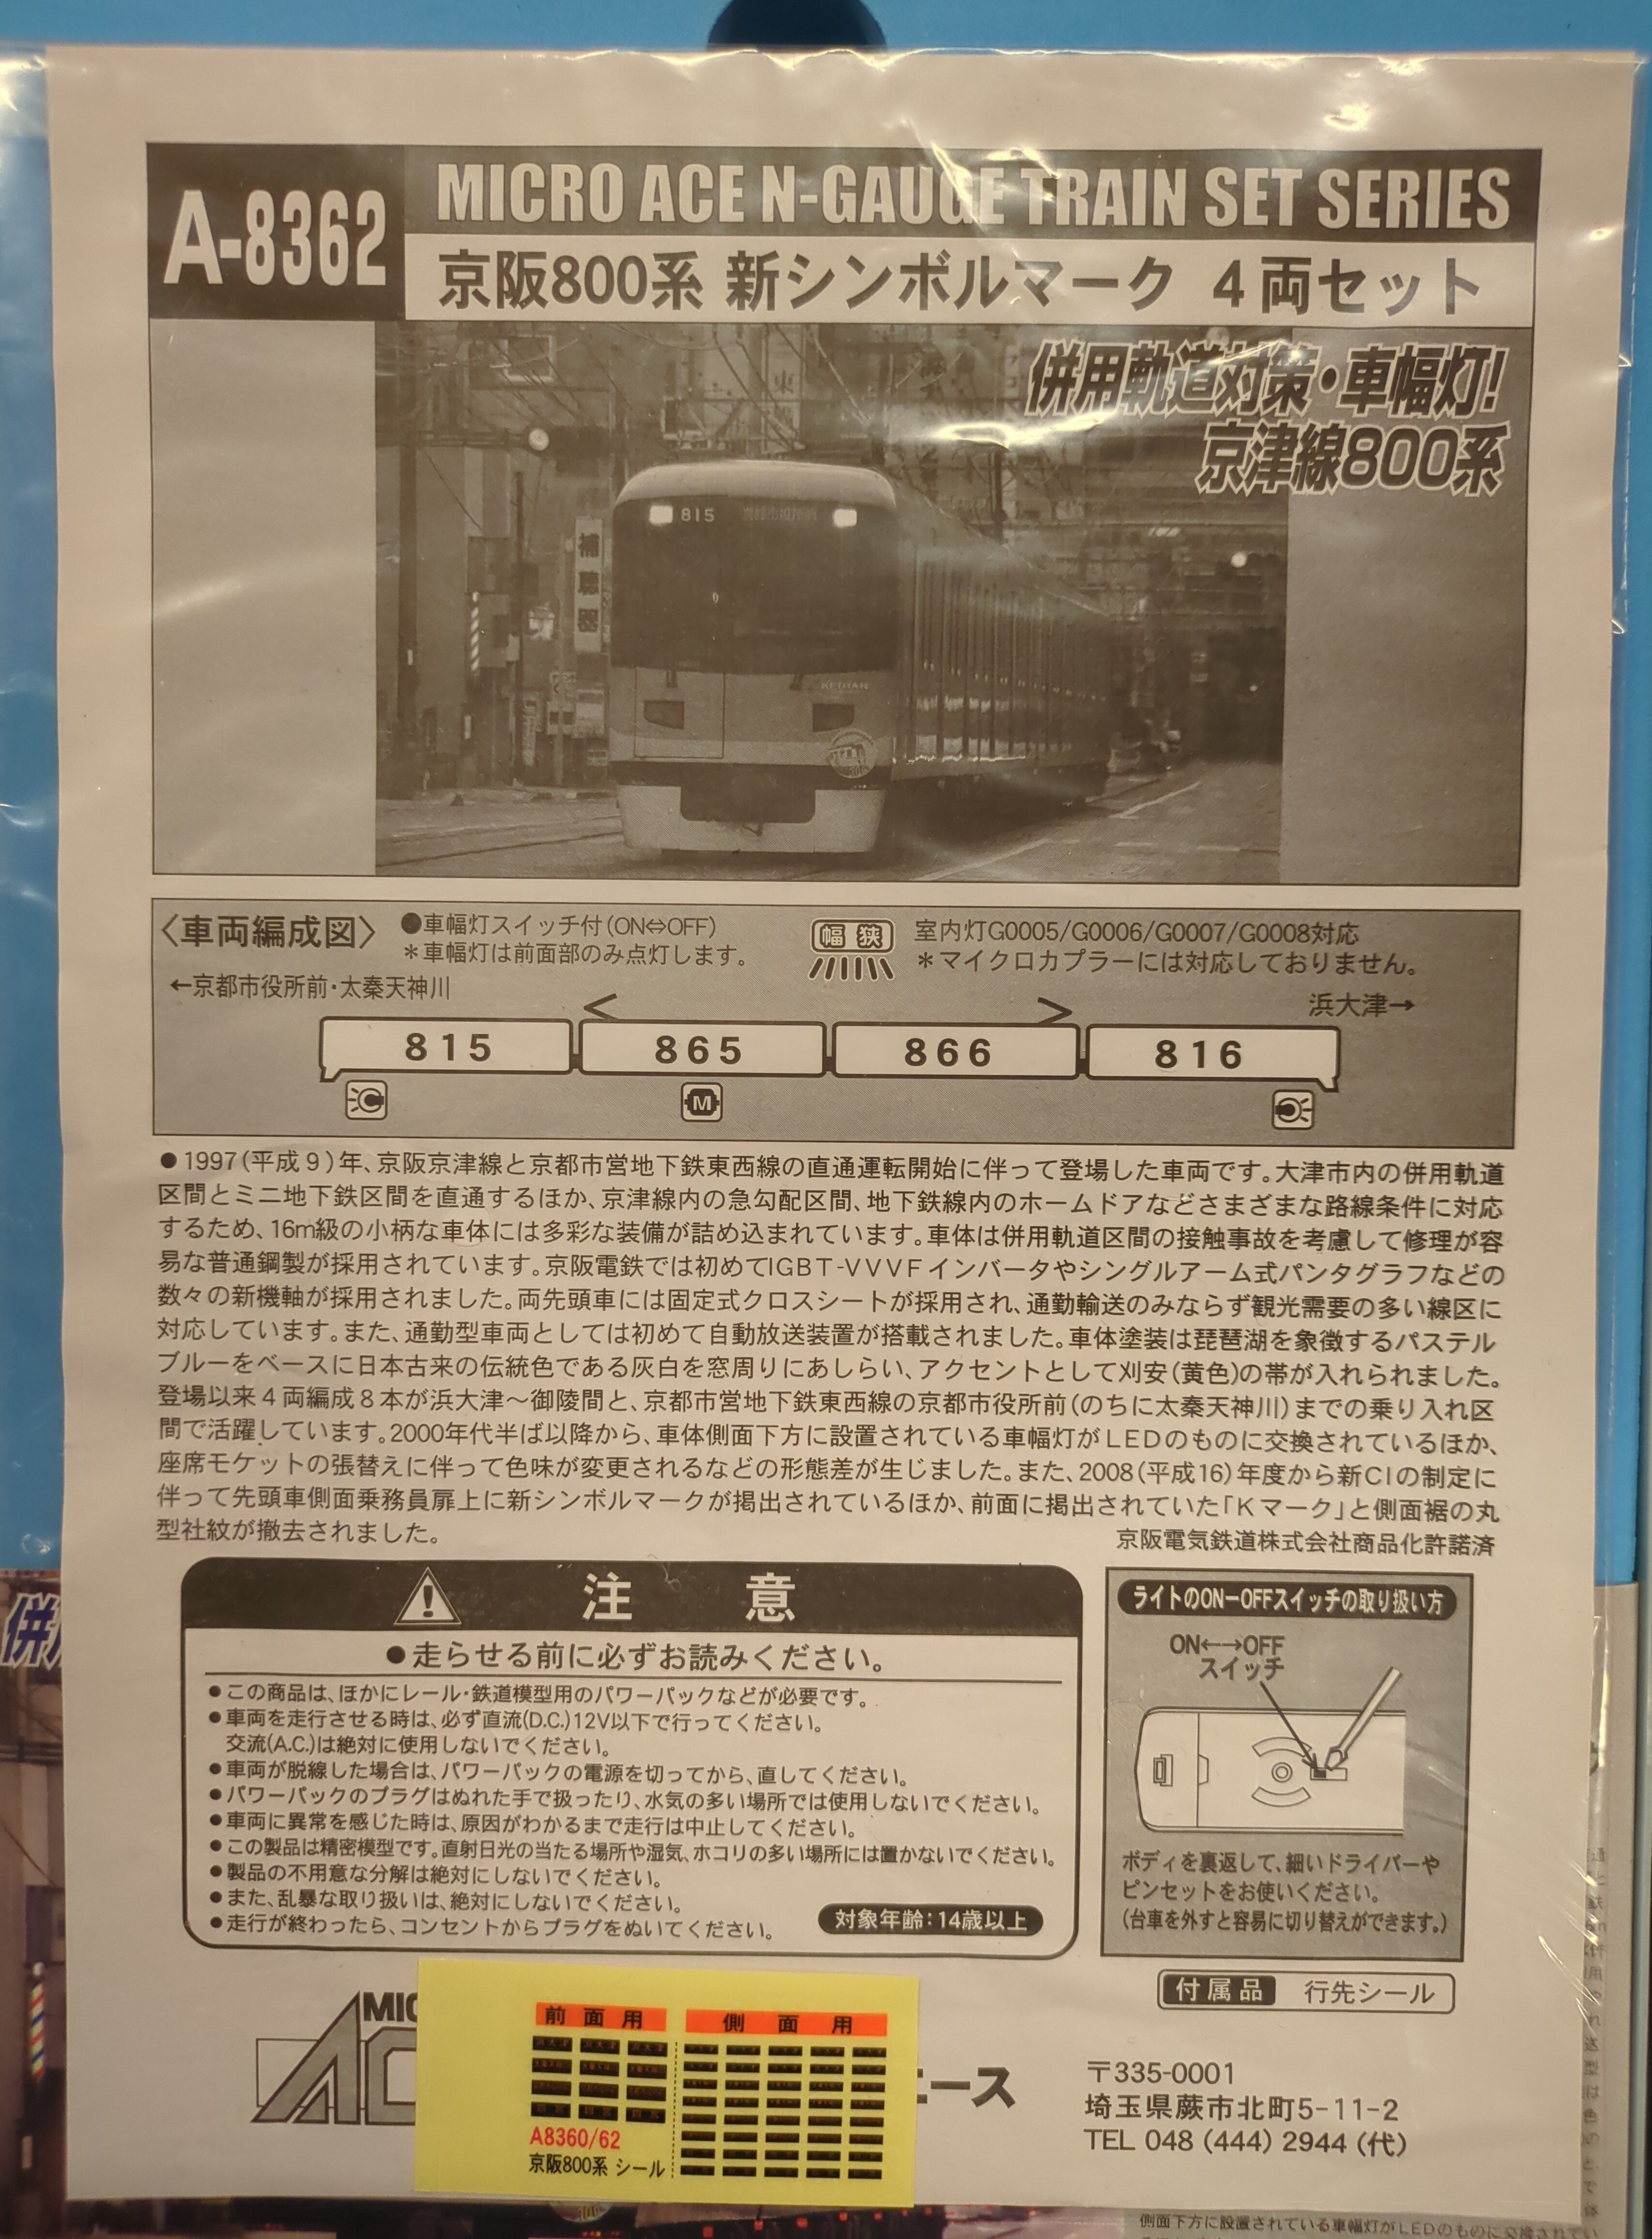 A-8362
MICRO ACE N-GAUGE TRAIN SET SERIES
京阪800系 新シンボルマーク 4両セット
併用軌道対策・車幅灯!
京津線800系
815
補聴器
KEIHAN
〈車両編成図〉
●車幅灯スイッチ付(ON⇔OFF)
＊車幅灯は前面部のみ点灯します。
幅狭
室内灯G0005/G0006/G0007/G0008対応
＊マイクロカプラーには対応しておりません。
←京都市役所前・太秦天神川
浜大津→
815 865 866 816
M
●1997(平成9)年、京阪京津線と京都市営地下鉄東西線の直通運転開始に伴って登場した車両です。大津市内の併用軌道
区間とミニ地下鉄区間を直通するほか、京津線内の急勾配区間、地下鉄線内のホームドアなどさまざまな路線条件に対応
するため、16m級の小柄な車体には多彩な装備が詰め込まれています。車体は併用軌道区間の接触事故を考慮して修理が容
易な普通鋼製が採用されています。京阪電鉄では初めてIGBT-VVVFインバータやシングルアーム式パンタグラフなどの
数々の新機軸が採用されました。両先頭車には固定式クロスシートが採用され、通勤輸送のみならず観光需要の多い線区に
対応しています。また、通勤型車両としては初めて自動放送装置が搭載されました。車体塗装は琵琶湖を象徴するパステル
ブルーをベースに日本古来の伝統色である灰白を窓周りにあしらい、アクセントとして刈安(黄色)の帯が入れられました。
登場以来4両編成8本が浜大津～御陵間と、京都市営地下鉄東西線の京都市役所前(のちに太秦天神川)までの乗り入れ区
間で活躍しています。2000年代半ば以降から、車体側面下方に設置されている車幅灯がLEDのものに交換されているほか、
座席モケットの張替えに伴って色味が変更されるなどの形態差が生じました。また、2008(平成16)年度から新CIの制定に
伴って先頭車側面乗務員扉上に新シンボルマークが掲出されているほか、前面に掲出されていた「Kマーク」と側面裾の丸
型社紋が撤去されました。
京阪電気鉄道株式会社商品化許諾済
注意
●走らせる前に必ずお読みください。
●この商品は、ほかにレール・鉄道模型用のパワーパックなどが必要です。
●車両を走行させる時は、必ず直流(D.C.)12V以下で行ってください。
交流(A.C.)は絶対に使用しないでください。
●車両が脱線した場合は、パワーパックの電源を切ってから、直してください。
●パワーパックのプラグはぬれた手で扱ったり、水気の多い場所では使用しないでください。
●車両に異常を感じた時は、原因がわかるまで走行は中止してください。
●この製品は精密模型です。直射日光の当たる場所や湿気、ホコリの多い場所には置かないでください。
●製品の不用意な分解は絶対にしないでください。
●また、乱暴な取り扱いは、絶対にしないでください。
●走行が終わったら、コンセントからプラグをぬいてください。
対象年齢：14歳以上
ライトのON－OFFスイッチの取り扱い方
ON←→OFF
スイッチ
ボディを裏返して、細いドライバーや
ピンセットをお使いください。
(台車を外すと容易に切り替えができます。)
付属品 行先シール
MIC
AC
前面用
側面用
A8360/62
京阪800系 シール
エース
〒335-0001
埼玉県蕨市北町5-11-2
TEL 048 (444) 2944 (代)
併用
側面下方に設置されている車幅灯がLEDのものに交換されてい